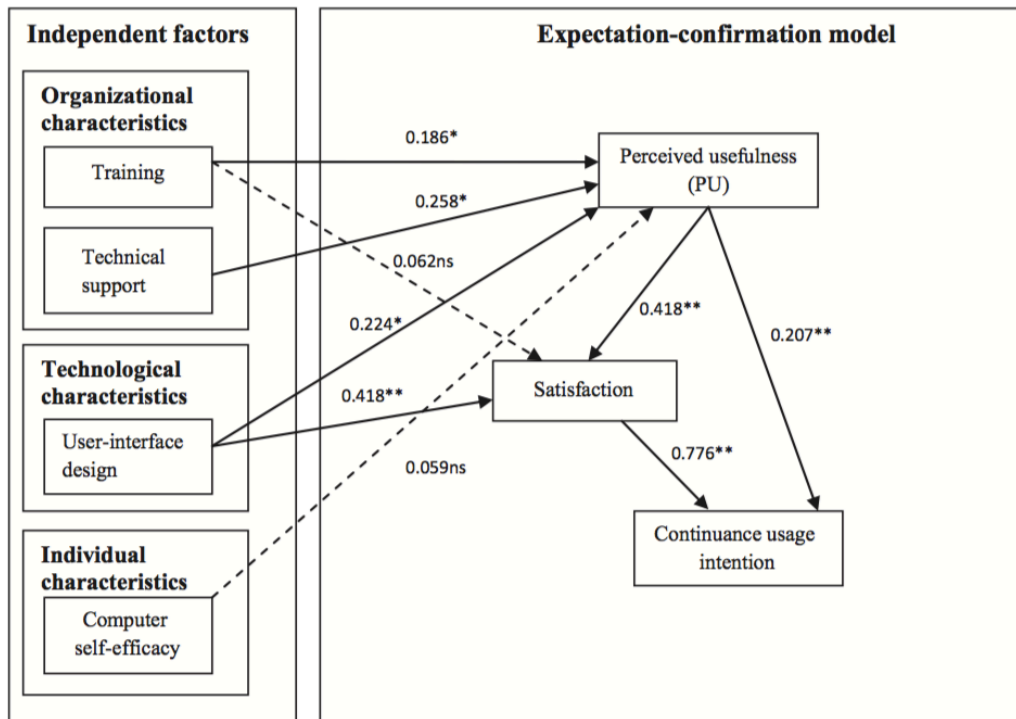 Independent factors
Organizational
characteristics
Training
Technical
support
Technological
characteristics
User-interface
design
Individual
characteristics
Computer
self-efficacy
Expectation-confirmation model
0.186*
Perceived usefulness
(PU)
0.258*
0.062ns
0.224*
0.418**
0.207**
Satisfaction
0.418**
0.776**
0.059ns
Continuance usage
intention